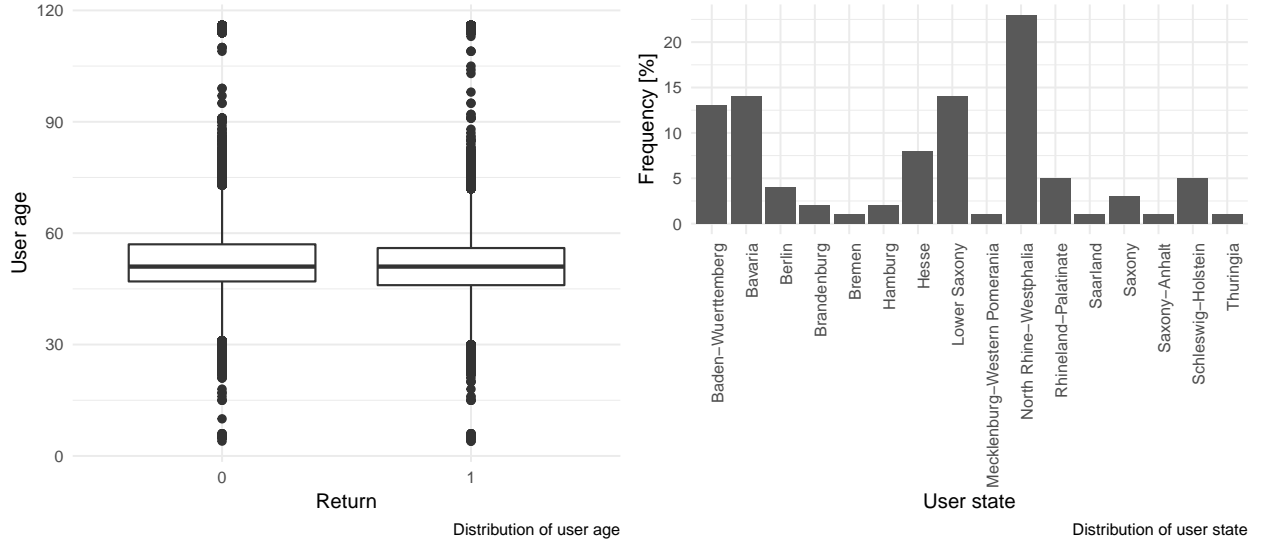 120
90
60
30
0
User age
0
1
Return
Distribution of user age
20
15
10
5
0
Frequency [%]
Baden−Wuerttemberg
Bavaria
Berlin
Brandenburg
Bremen
Hamburg
Hesse
Lower Saxony
Mecklenburg−Western Pomerania
North Rhine−Westphalia
Rhineland−Palatinate
Saarland
Saxony
Saxony−Anhalt
Schleswig−Holstein
Thuringia
User state
Distribution of user state